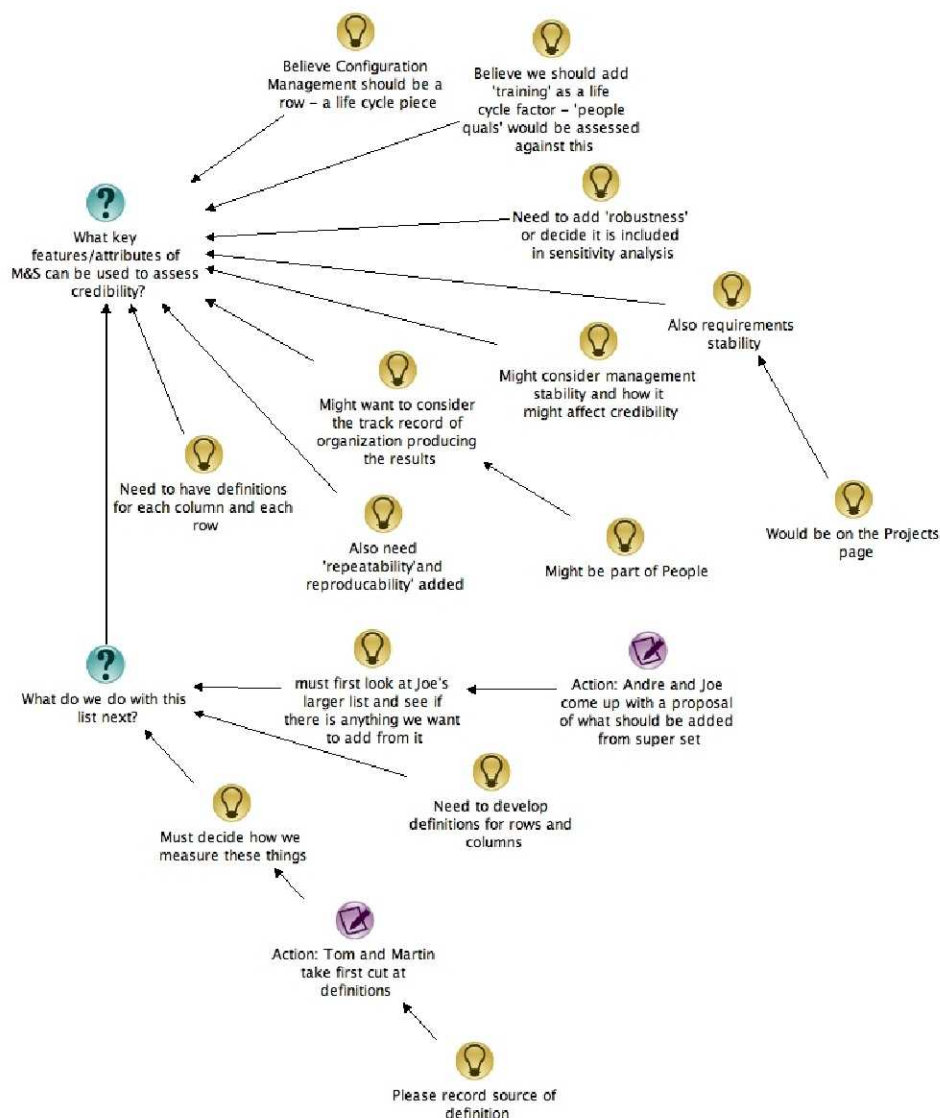 Believe Configuration
Management should be a
row – a life cycle piece
Believe we should add
'training' as a life
cycle factor – 'people
quals' would be assessed
against this
?
What key
features/attributes of
M&S can be used to assess
credibility?
Need to add 'robustness'
or decide it is included
in sensitivity analysis
Also requirements
stability
Might consider management
stability and how it
might affect credibility
Might want to consider
the track record of
organization producing
the results
Need to have definitions
for each column and each
row
Also need
'repeatability'and
reproducability' added
Might be part of People
Would be on the Projects
page
?
What do we do with this
list next?
must first look at Joe's
larger list and see if
there is anything we want
to add from it
Action: Andre and Joe
come up with a proposal
of what should be added
from super set
Need to develop
definitions for rows and
columns
Must decide how we
measure these things
Action: Tom and Martin
take first cut at
definitions
Please record source of
definition